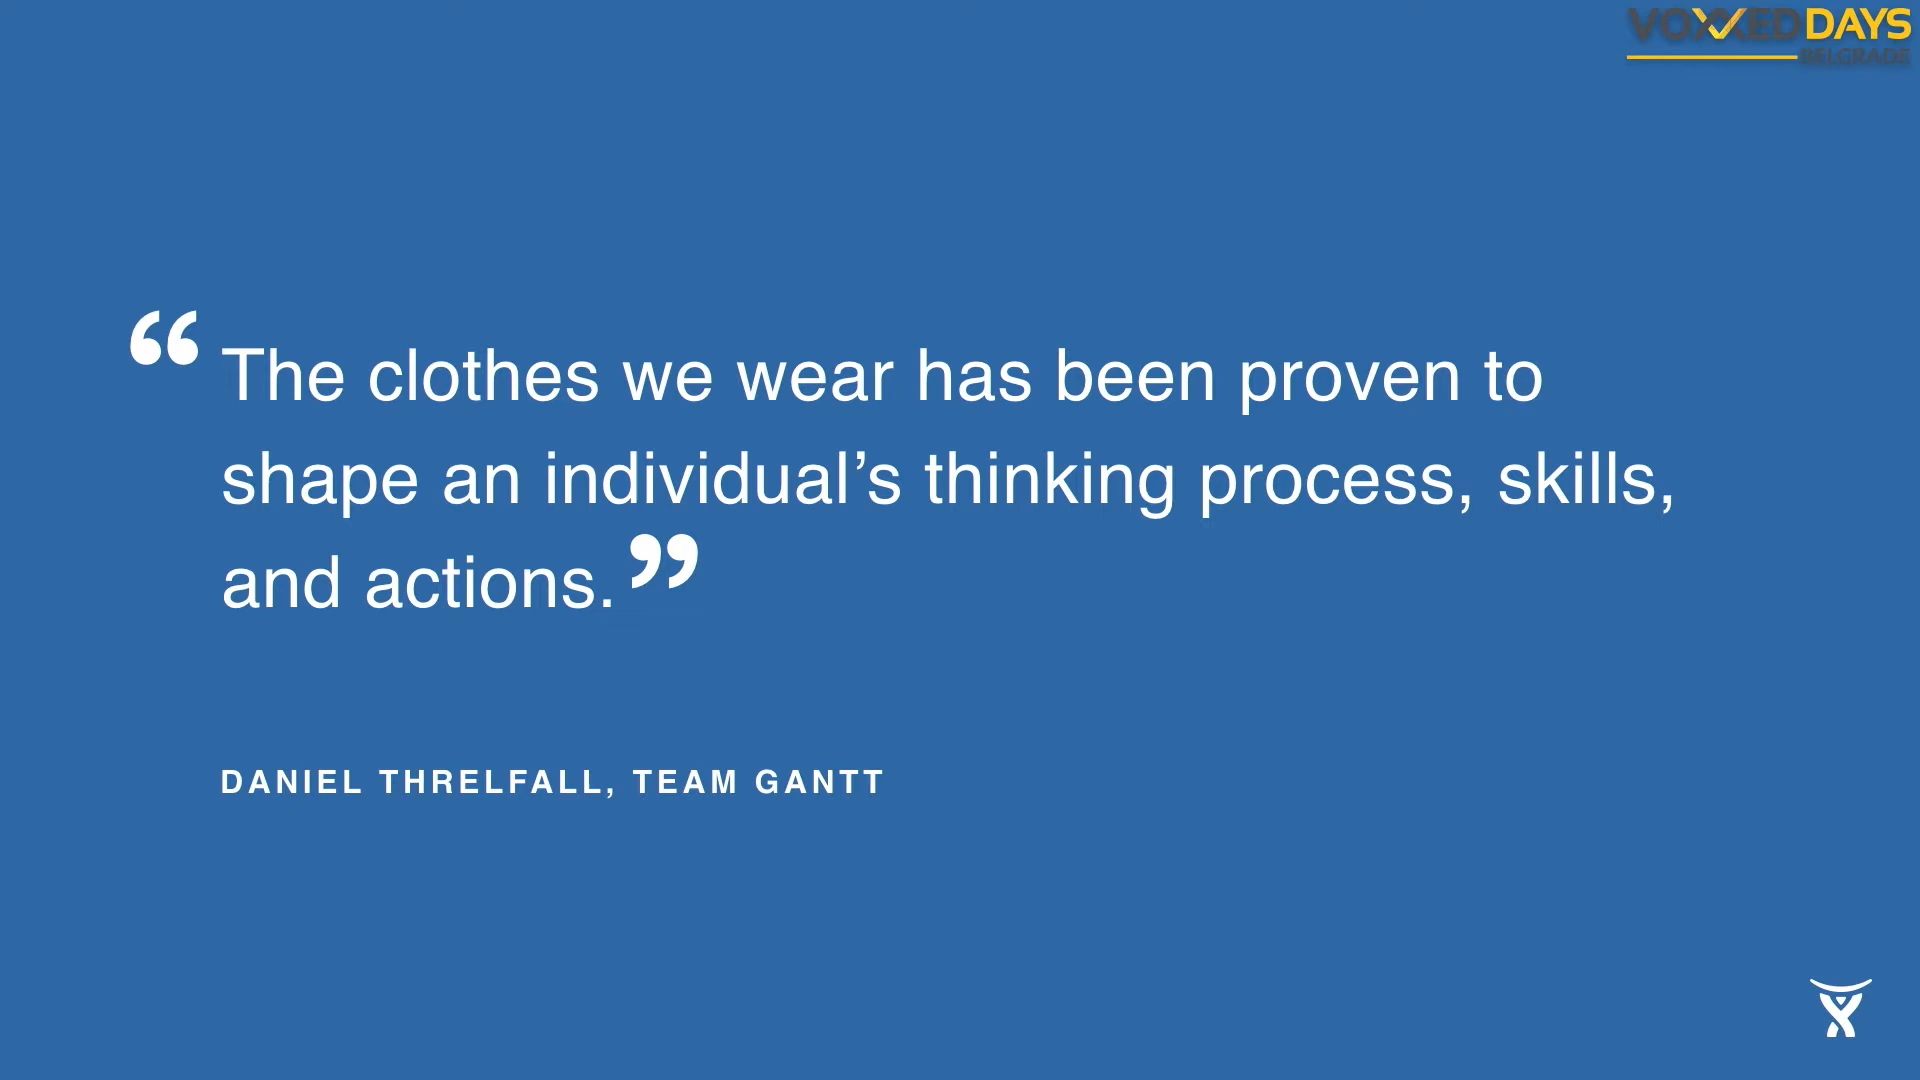 VOXXED DAYS
BELGRADE
“The clothes we wear has been proven to
shape an individual’s thinking process, skills,
and actions.”
DANIEL THRELFALL, TEAM GANTT